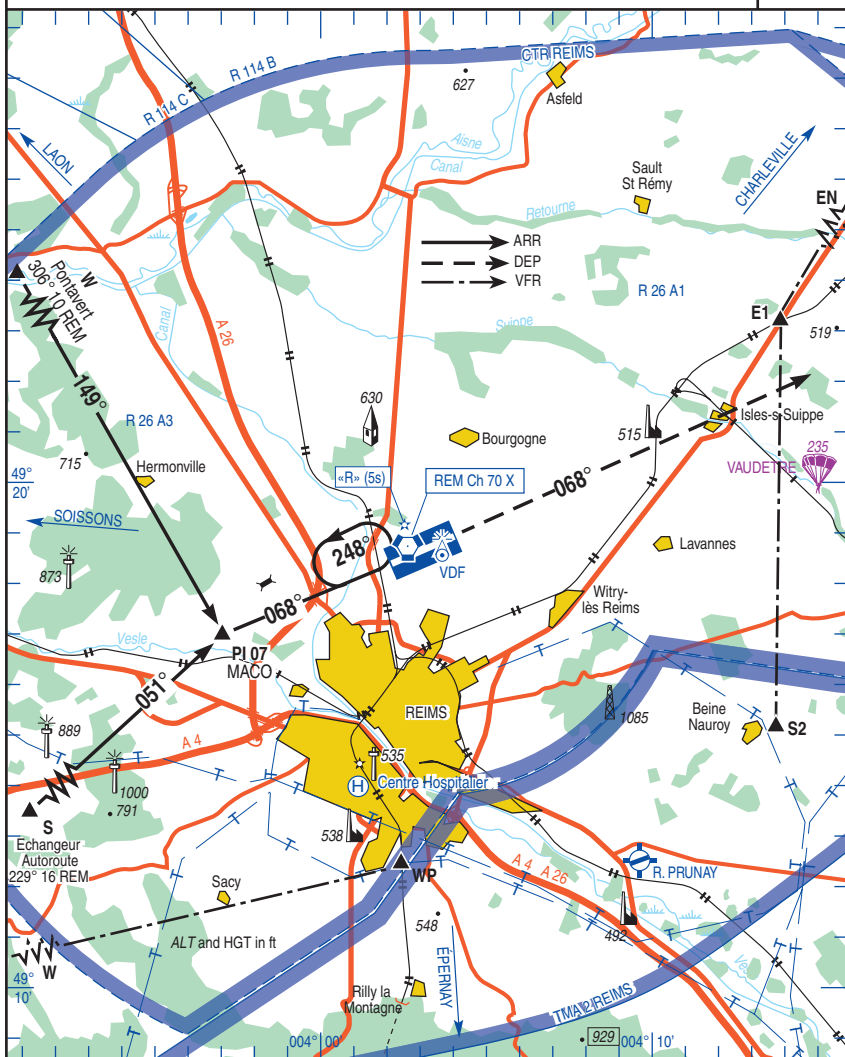 CTR REIMS
R 114 B
R 114 C
627
Asfeld
Aisne
Canal
LAON
Sault
St Rémy
CHARLEVILLE
Retourne
EN
ARR
DEP
VFR
W
Pontavert
306° 10 REM
R 26 A1
E1
519
Canal
A 26
Suippe
149°
630
R 26 A3
Isles-s-Suippe
515
715
Bourgogne
235
VAUDETRE
Hermonville
49°
20'
«R» (5s)
REM Ch 70 X
068°
SOISSONS
248°
Lavannes
873
VDF
068°
Witry-
lès Reims
Vesle
PI 07
MACO
051°
REIMS
1085
Beine
Nauroy
S2
889
A 4
535
1000
791
Centre Hospitalier
H
S
Echangeur
Autoroute
229° 16 REM
538
WP
A 4
A 26
R. PRUNAY
Sacy
548
492
ALT and HGT in ft
W
49°
10'
Rilly la
Montagne
ÉPERNAY
TMA 2 REIMS
004° 00
929
004° 10